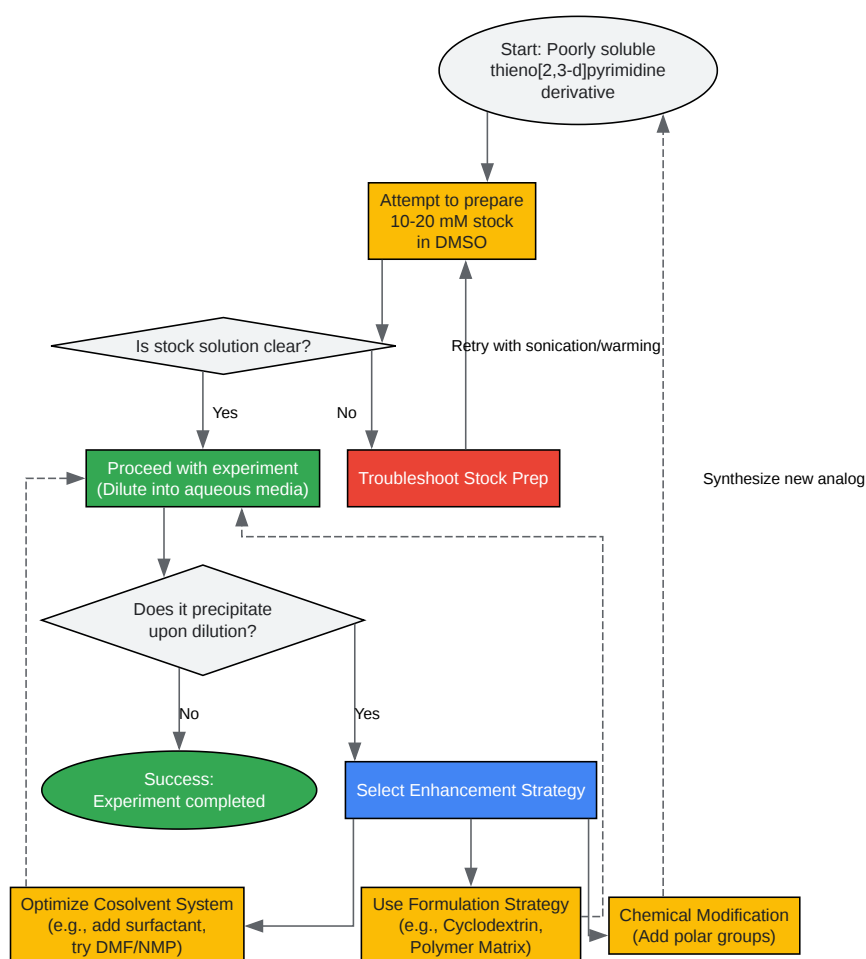 Start: Poorly soluble
thieno[2,3-d]pyrimidine
derivative
Attempt to prepare
10-20 mM stock
in DMSO
Is stock solution clear?
Retry with sonication/warming
Yes
No
Proceed with experiment
(Dilute into aqueous media)
Troubleshoot Stock Prep
Synthesize new analog
Does it precipitate
upon dilution?
No
Yes
Success:
Experiment completed
Select Enhancement Strategy
Optimize Cosolvent System
(e.g., add surfactant,
try DMF/NMP)
Use Formulation Strategy
(e.g., Cyclodextrin,
Polymer Matrix)
Chemical Modification
(Add polar groups)